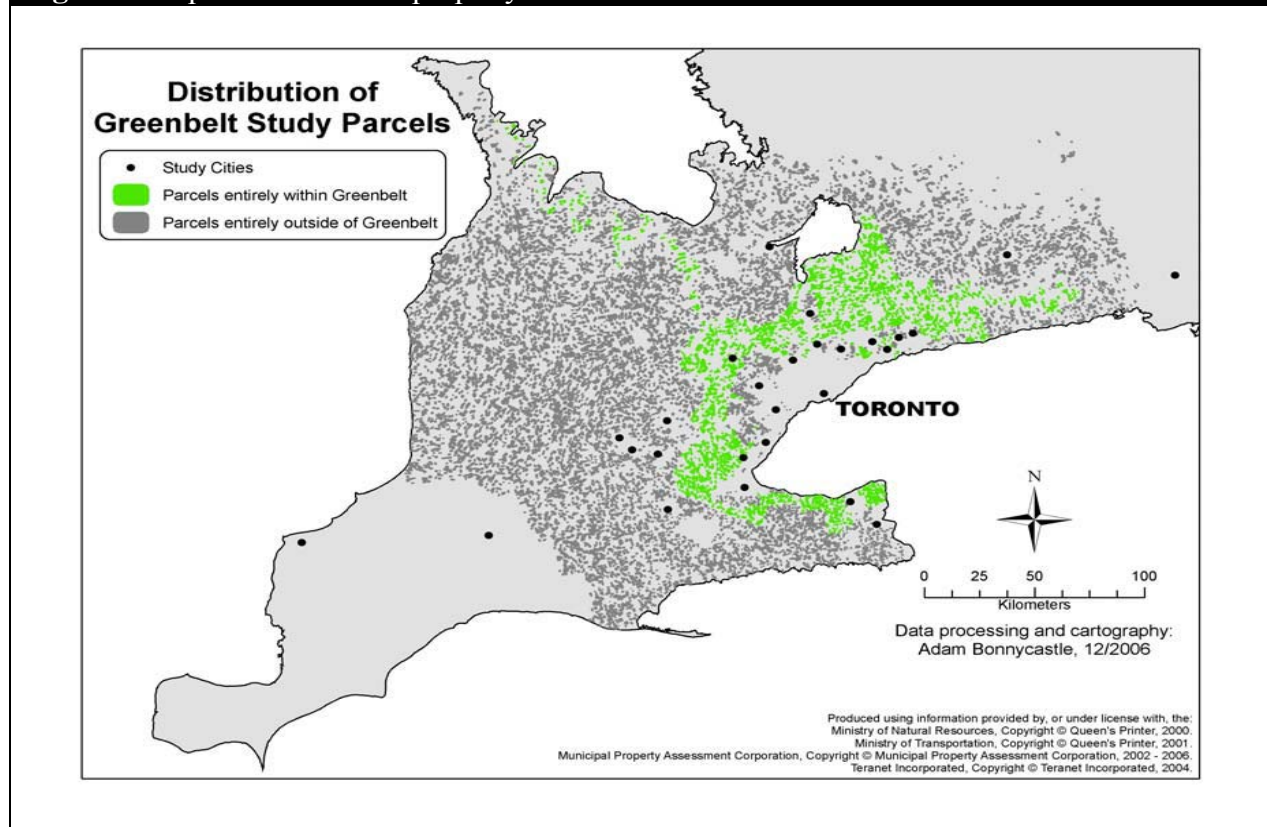 Distribution of
Greenbelt Study Parcels
Study Cities
Parcels entirely within Greenbelt
Parcels entirely outside of Greenbelt
TORONTO
N
0 25 50 100
Kilometers
Data processing and cartography:
Adam Bonnycastle, 12/2006
Produced using information provided by, or under license with, the:
Ministry of Natural Resources, Copyright © Queen's Printer, 2000.
Ministry of Transportation, Copyright © Queen's Printer, 2001.
Municipal Property Assessment Corporation, Copyright © Municipal Property Assessment Corporation, 2002 - 2006.
Teranet Incorporated, Copyright © Teranet Incorporated, 2004.